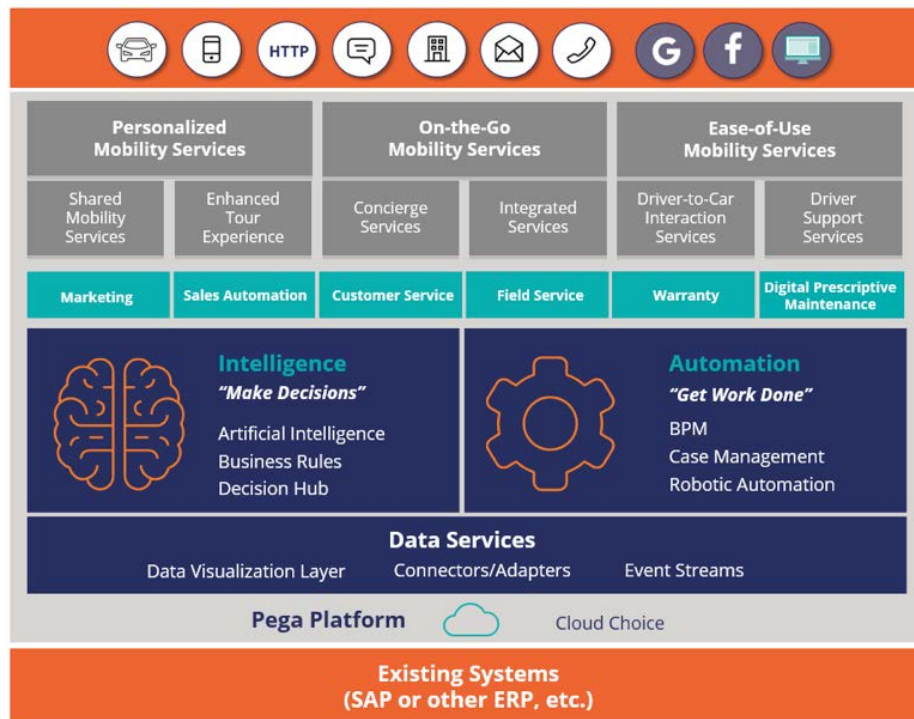 HTTP
G
f
Personalized
Mobility Services
On-the-Go
Mobility Services
Ease-of-Use
Mobility Services
Shared
Mobility
Services
Enhanced
Tour
Experience
Concierge
Services
Integrated
Services
Driver-to-Car
Interaction
Services
Driver
Support
Services
Marketing
Sales Automation
Customer Service
Field Service
Warranty
Digital Prescriptive
Maintenance
Intelligence
“Make Decisions”
Artificial Intelligence
Business Rules
Decision Hub
Automation
“Get Work Done”
BPM
Case Management
Robotic Automation
Data Services
Data Visualization Layer
Connectors/Adapters
Event Streams
Pega Platform
Cloud Choice
Existing Systems
(SAP or other ERP, etc.)